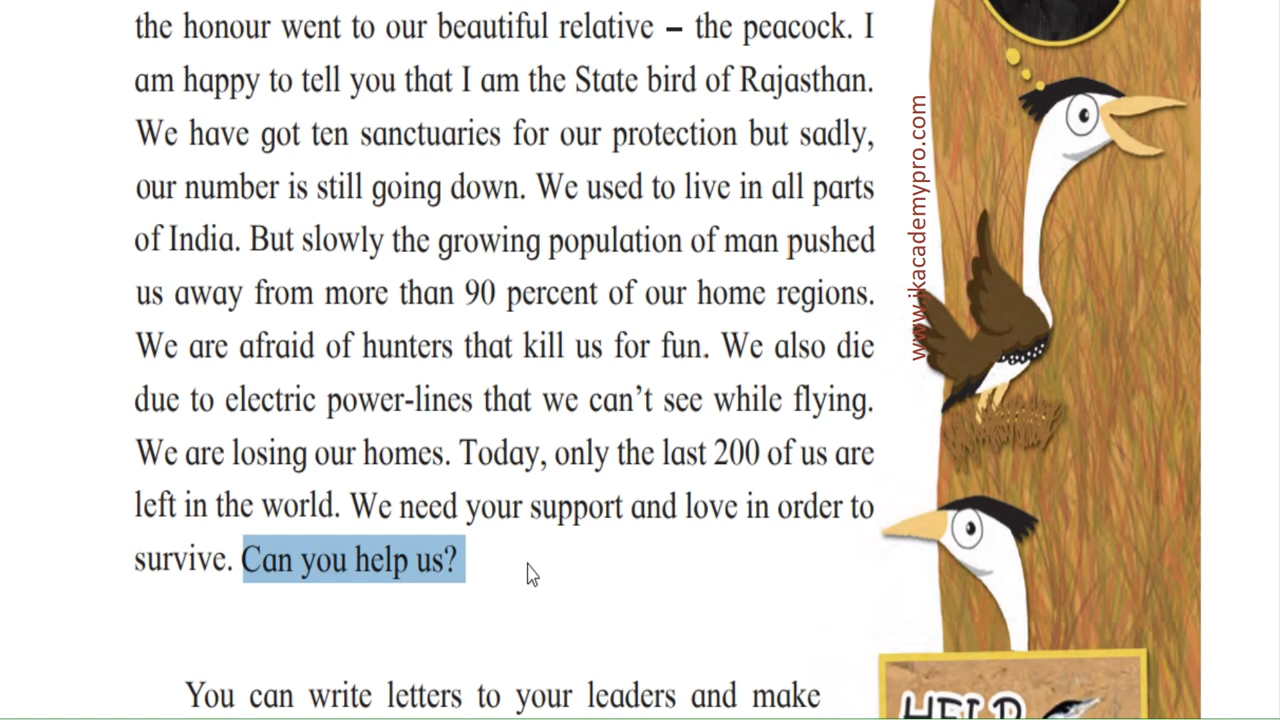 the honour went to our beautiful relative – the peacock. I
am happy to tell you that I am the State bird of Rajasthan.
We have got ten sanctuaries for our protection but sadly,
our number is still going down. We used to live in all parts
of India. But slowly the growing population of man pushed
us away from more than 90 percent of our home regions.
We are afraid of hunters that kill us for fun. We also die
due to electric power-lines that we can't see while flying.
We are losing our homes. Today, only the last 200 of us are
left in the world. We need your support and love in order to
survive. Can you help us?
You can write letters to your leaders and make
www.jkacademypro.com
HELP